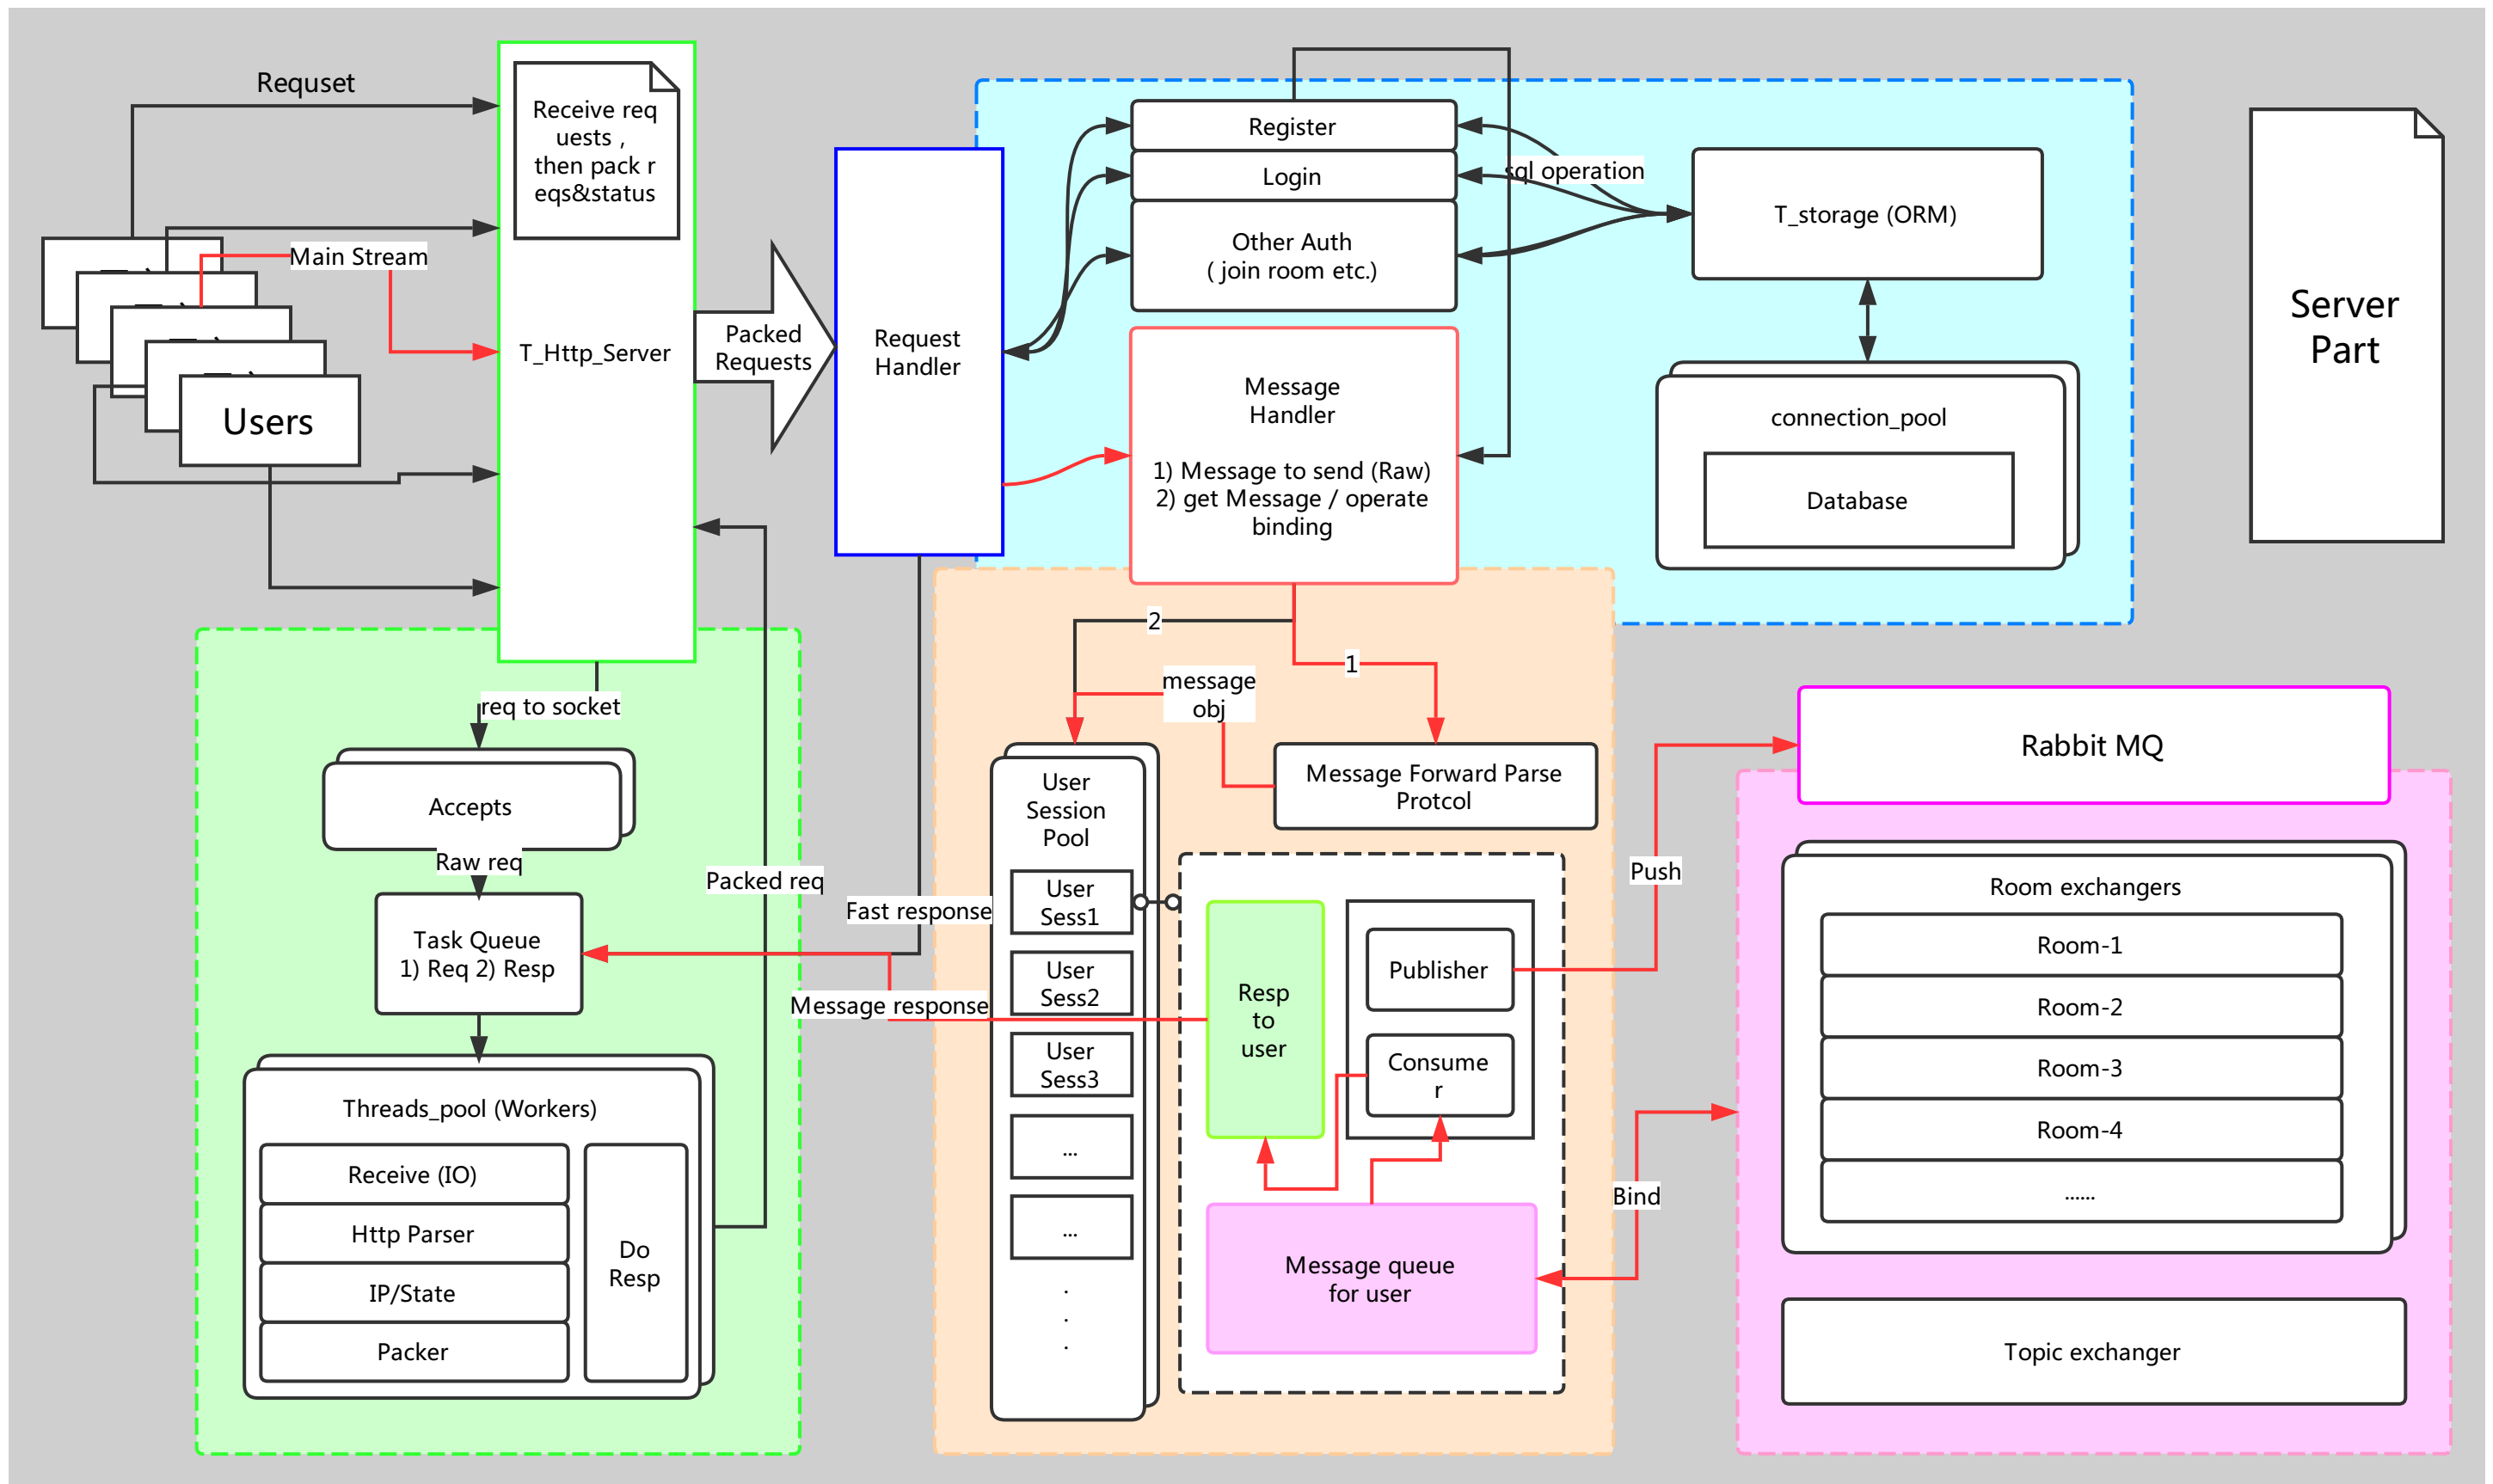 Requset
Receive req
uests ,
then pack r
eqs&status
Main Stream
Users
T_Http_Server
Packed
Requests
Request
Handler
Register
Login
Other Auth
( join room etc.)
sql operation
T_storage (ORM)
connection_pool
Database
Server
Part
Message
Handler
1) Message to send (Raw)
2) get Message / operate
binding
2
1
message
obj
Message Forward Parse
Protcol
req to socket
Accepts
Raw req
Task Queue
1) Req 2) Resp
Packed req
Fast response
Message response
Threads_pool (Workers)
Receive (IO)
Http Parser
IP/State
Packer
Do
Resp
User
Session
Pool
User
Sess1
User
Sess2
User
Sess3
...
...
.
.
.
Resp
to
user
Publisher
Consume
r
Message queue
for user
Push
Bind
Rabbit MQ
Room exchangers
Room-1
Room-2
Room-3
Room-4
......
Topic exchanger